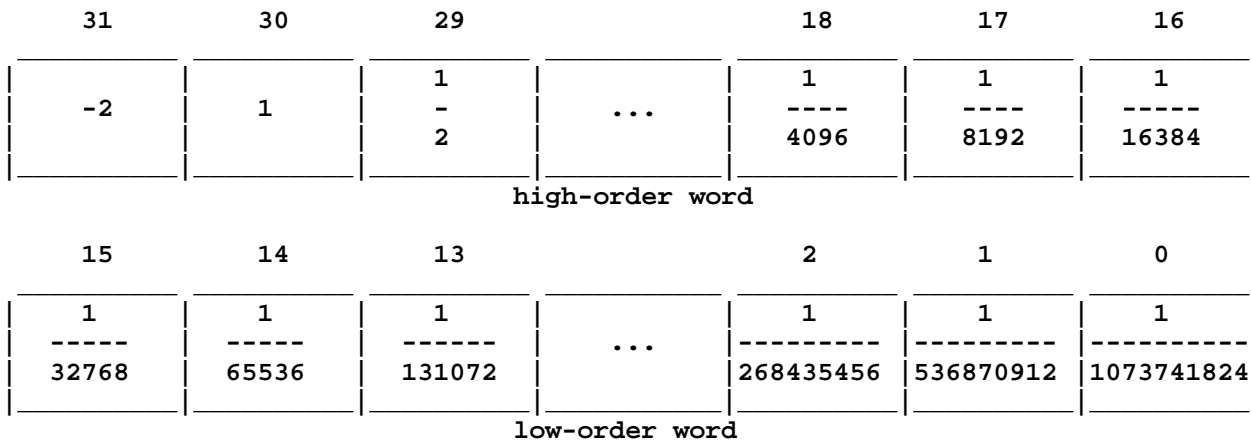 31 30 29 18 17 16
1 1 1 1
-2 1 - ... ---- ---- -----
2 4096 8192 16384
high-order word
15 14 13 2 1 0
1 1 1 1 1 1
----- ----- ------ ... --------- --------- ----------
32768 65536 131072 268435456 536870912 1073741824
low-order word